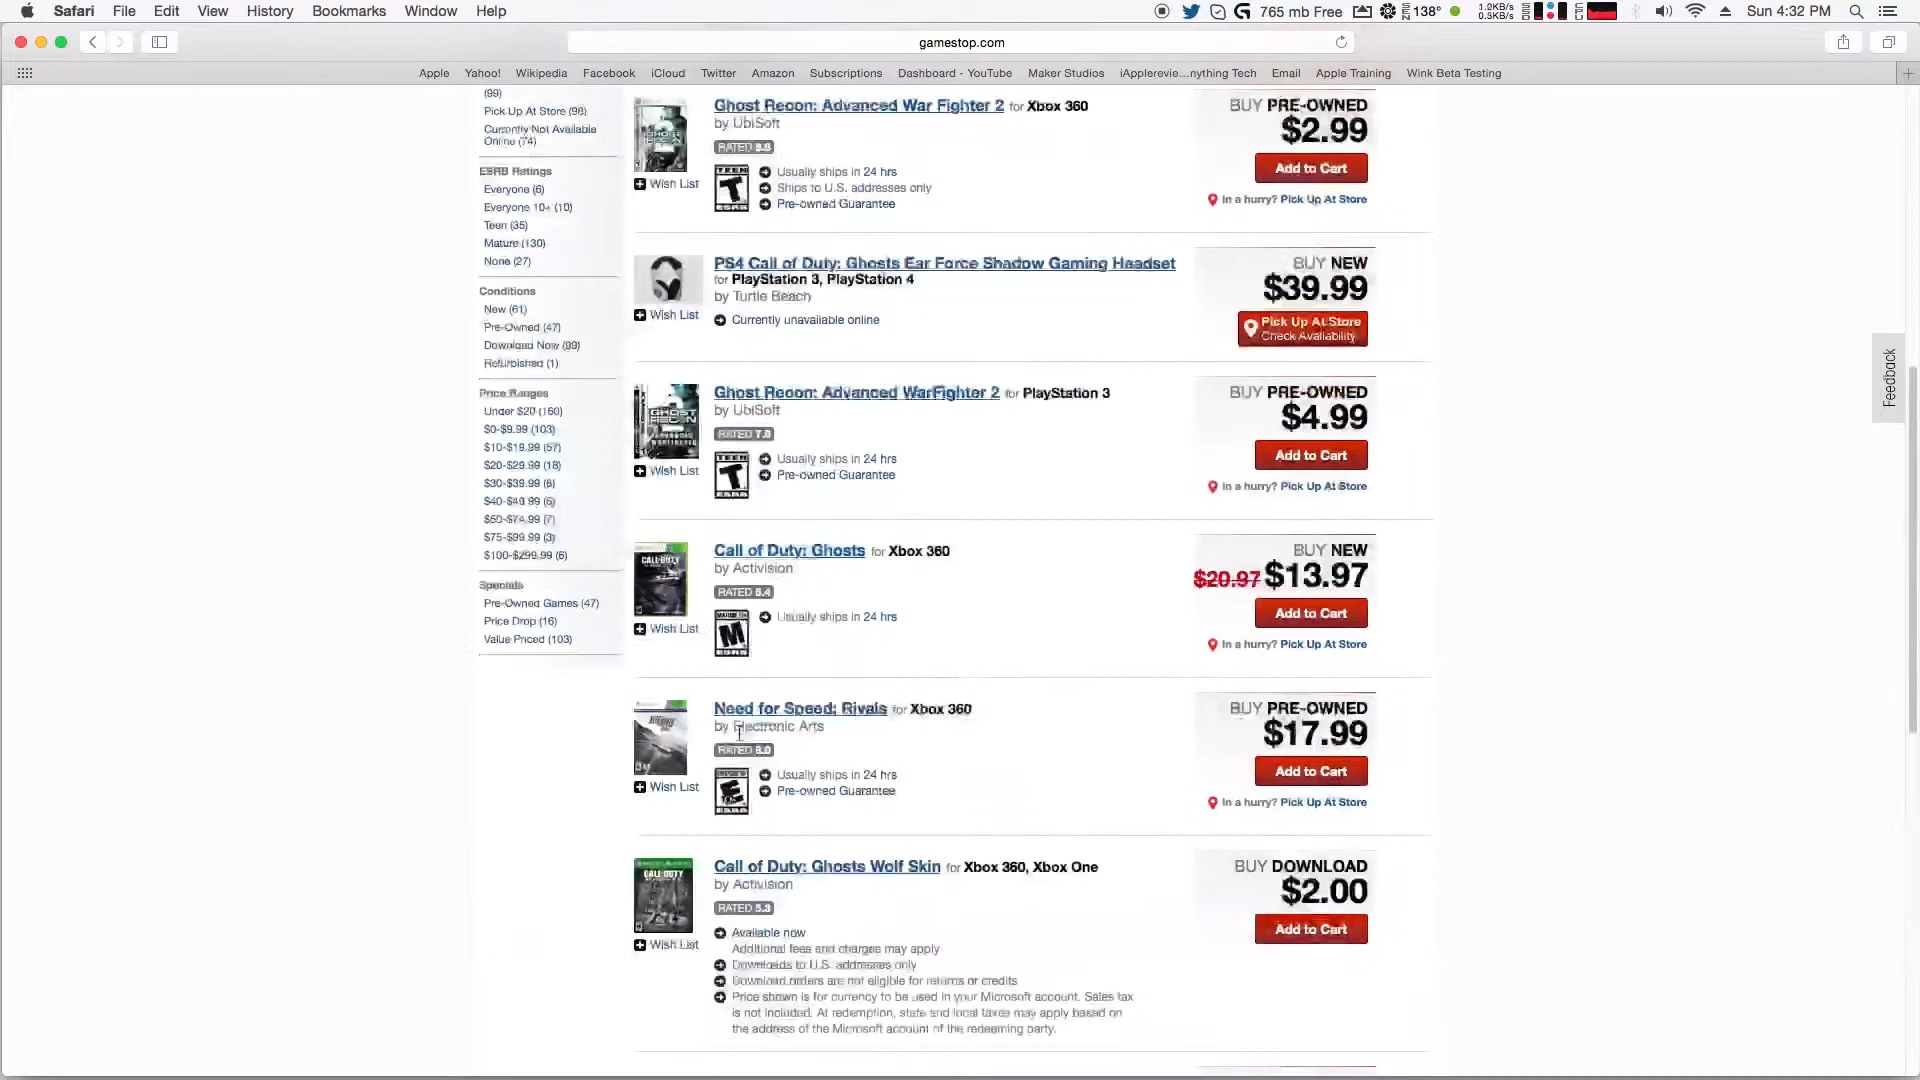 Safari File Edit View History Bookmarks Window Help
765 mb Free 138° 1.9KB/s 0.5KB/s Sun 4:32 PM
gamestop.com
Apple Yahoo! Wikipedia Facebook iCloud Twitter Amazon Subscriptions Dashboard - YouTube Maker Studios iApplerevie...nything Tech Email Apple Training Wink Beta Testing
(99)
Pick Up At Store (98)
Currently Not Available
Online (74)
ESRB Ratings
Everyone (6)
Everyone 10+ (10)
Teen (35)
Mature (130)
None (27)
Conditions
New (61)
Pre-Owned (47)
Download Now (99)
Refurbished (1)
Price Ranges
Under $20 (160)
$0-$9.99 (103)
$10-$19.99 (57)
$20-$29.99 (18)
$30-$39.99 (6)
$40-$49.99 (6)
$50-$74.99 (7)
$75-$99.99 (3)
$100-$299.99 (6)
Specials
Pre-Owned Games (47)
Price Drop (16)
Value Priced (103)
Ghost Recon: Advanced War Fighter 2 for Xbox 360
by UbiSoft
RATED
Wish List
TEEN
T
ESRB
Usually ships in 24 hrs
Ships to U.S. addresses only
Pre-owned Guarantee
BUY PRE-OWNED
$2.99
Add to Cart
In a hurry? Pick Up At Store
PS4 Call of Duty: Ghosts Ear Force Shadow Gaming Headset
for PlayStation 3, PlayStation 4
by Turtle Beach
Wish List
Currently unavailable online
BUY NEW
$39.99
Pick Up At Store
Check Availability
Ghost Recon: Advanced WarFighter 2 for PlayStation 3
by UbiSoft
RATED 7.0
Wish List
TEEN
T
ESRB
Usually ships in 24 hrs
Pre-owned Guarantee
BUY PRE-OWNED
$4.99
Add to Cart
In a hurry? Pick Up At Store
Call of Duty: Ghosts for Xbox 360
by Activision
RATED 5.4
Wish List
M
ESRB
Usually ships in 24 hrs
BUY NEW
$20.97 $13.97
Add to Cart
In a hurry? Pick Up At Store
Need for Speed: Rivals for Xbox 360
by Electronic Arts
RATED
Wish List
E
ESRB
Usually ships in 24 hrs
Pre-owned Guarantee
BUY PRE-OWNED
$17.99
Add to Cart
In a hurry? Pick Up At Store
Call of Duty: Ghosts Wolf Skin for Xbox 360, Xbox One
by Activision
RATED 5.3
Wish List
Available now
Additional fees and charges may apply
Downloads to U.S. addresses only
Download orders are not eligible for returns or credits
Price shown is for currency to be used in your Microsoft account. Sales tax
is not included. At redemption, state and local taxes may apply based on
the address of the Microsoft account of the redeeming party.
BUY DOWNLOAD
$2.00
Add to Cart
Feedback